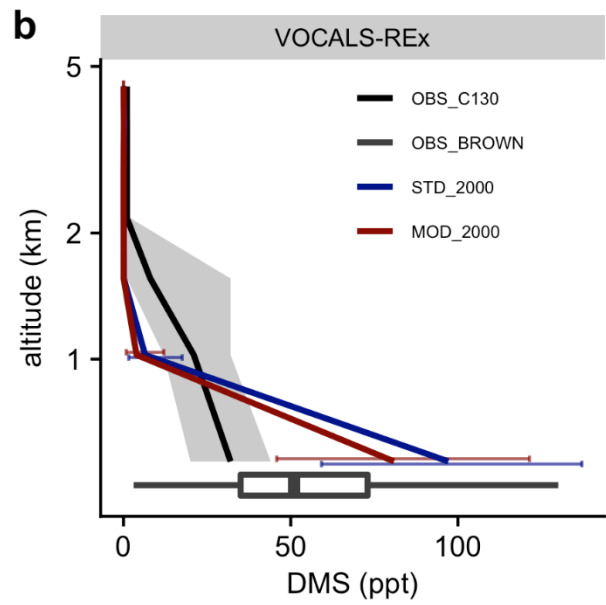 b
VOCALS-REx
5
2
1
altitude (km)
OBS_C130
OBS_BROWN
STD_2000
MOD_2000
0 50 100
DMS (ppt)